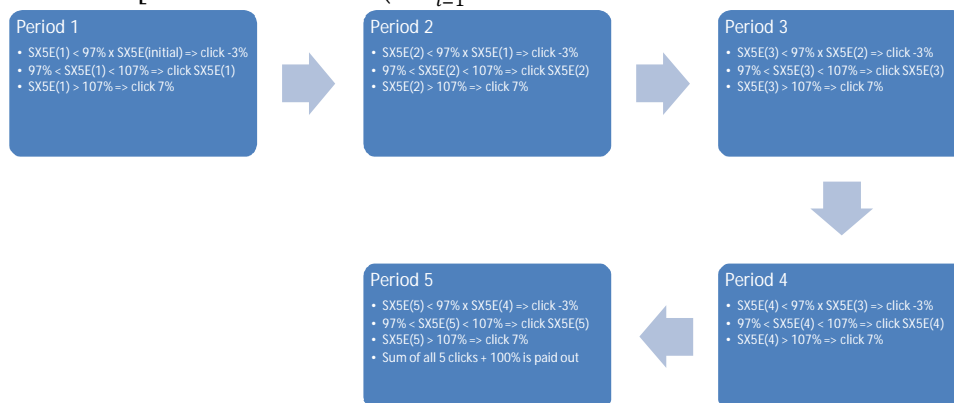 i=1
Period 1
• SX5E(1) < 97% x SX5E(initial) => click -3%
• 97% < SX5E(1) < 107% => click SX5E(1)
• SX5E(1) > 107% => click 7%
Period 2
• SX5E(2) < 97% x SX5E(1) => click -3%
• 97% < SX5E(2) < 107% => click SX5E(2)
• SX5E(2) > 107% => click 7%
Period 3
• SX5E(3) < 97% x SX5E(2) => click -3%
• 97% < SX5E(3) < 107% => click SX5E(3)
• SX5E(3) > 107% => click 7%
Period 4
• SX5E(4) < 97% x SX5E(3) => click -3%
• 97% < SX5E(4) < 107% => click SX5E(4)
• SX5E(4) > 107% => click 7%
Period 5
• SX5E(5) < 97% x SX5E(4) => click -3%
• 97% < SX5E(5) < 107% => click SX5E(5)
• SX5E(5) > 107% => click 7%
• Sum of all 5 clicks + 100% is paid out